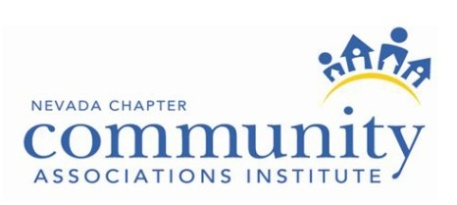 NEVADA CHAPTER
community
ASSOCIATIONS INSTITUTE